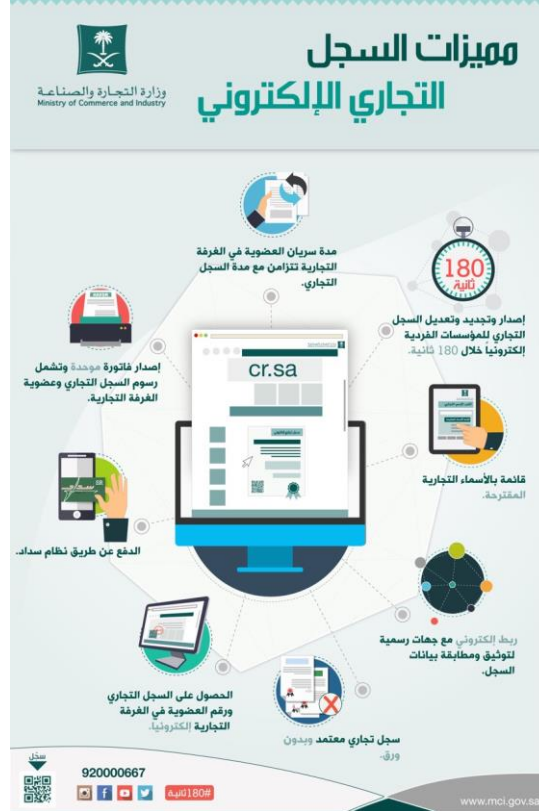 مميزات السجل
التجاري الإلكتروني
وزارة التجارة والصناعة
Ministry of Commerce and Industry
مدة سريان العضوية في الغرفة
التجارية تتزامن مع مدة السجل
التجاري.
180
ثانية
إصدار وتجديد وتعديل السجل
التجاري للمؤسسات الفردية
إلكترونياً خلال 180 ثانية.
إصدار فاتورة موحدة وتشمل
رسوم السجل التجاري وعضوية
الغرفة التجارية.
cr.sa
قائمة بالأسماء التجارية
المقترحة.
سداد
الدفع عن طريق نظام سداد.
ربط إلكتروني مع جهات رسمية
لتوثيق ومطابقة بيانات
السجل.
الحصول على السجل التجاري
ورقم العضوية في الغرفة
التجارية إلكترونياً.
سجل تجاري معتمد وبدون
ورق.
سجّل
920000667
#180ثانية
www.mci.gov.sa